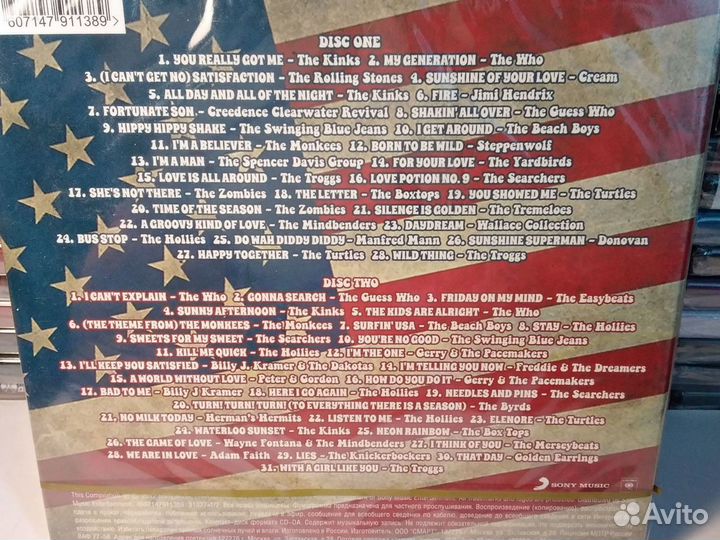 607147 911389>
DISC ONE
1. YOU REALLY GOT ME – The Kinks 2. MY GENERATION – The Who
3. (I CAN'T GET NO) SATISFACTION – The Rolling Stones 4. SUNSHINE OF YOUR LOVE – Cream
5. ALL DAY AND ALL OF THE NIGHT – The Kinks 6. FIRE – Jimi Hendrix
7. FORTUNATE SON – Creedence Clearwater Revival 8. SHAKIN' ALL OVER – The Guess Who
9. HIPPY HIPPY SHAKE – The Swinging Blue Jeans 10. I GET AROUND – The Beach Boys
11. I'M A BELIEVER – The Monkees 12. BORN TO BE WILD – Steppenwolf
13. I'M A MAN – The Spencer Davis Group 14. FOR YOUR LOVE – The Yardbirds
15. LOVE IS ALL AROUND – The Troggs 16. LOVE POTION NO. 9 – The Searchers
17. SHE'S NOT THERE – The Zombies 18. THE LETTER – The Boxtops 19. YOU SHOWED ME – The Turtles
20. TIME OF THE SEASON – The Zombies 21. SILENCE IS GOLDEN – The Tremeloes
22. A GROOVY KIND OF LOVE – The Mindbenders 23. DAYDREAM – Wallace Collection
24. BUS STOP – The Hollies 25. DO WAH DIDDY DIDDY – Manfred Mann 26. SUNSHINE SUPERMAN – Donovan
27. HAPPY TOGETHER – The Turtles 28. WILD THING – The Troggs
DISC TWO
1. I CAN'T EXPLAIN – The Who 2. GONNA SEARCH – The Guess Who 3. FRIDAY ON MY MIND – The Easybeats
4. SUNNY AFTERNOON – The Kinks 5. THE KIDS ARE ALRIGHT – The Who
6. (THE THEME FROM) THE MONKEES – The Monkees 7. SURFIN' USA – The Beach Boys 8. STAY – The Hollies
9. SWEETS FOR MY SWEET – The Searchers 10. YOU'RE NO GOOD – The Swinging Blue Jeans
11. KILL ME QUICK – The Hollies 12. I'M THE ONE – Gerry & The Pacemakers
13. I'LL KEEP YOU SATISFIED – Billy J. Kramer & The Dakotas 14. I'M TELLING YOU NOW – Freddie & The Dreamers
15. A WORLD WITHOUT LOVE – Peter & Gordon 16. HOW DO YOU DO IT – Gerry & The Pacemakers
17. BAD TO ME – Billy J Kramer 18. HERE I GO AGAIN – The Hollies 19. NEEDLES AND PINS – The Searchers
20. TURN! TURN! TURN! (TO EVERYTHING THERE IS A SEASON) – The Byrds
21. NO MILK TODAY – Herman's Hermits 22. LISTEN TO ME – The Hollies 23. ELENORE – The Turtles
24. WATERLOO SUNSET – The Kinks 25. NEON RAINBOW – The Box Tops
26. THE GAME OF LOVE – Wayne Fontana & The Mindbenders 27. I THINK OF YOU – The Merseybeats
28. WE ARE IN LOVE – Adam Faith 29. LIES – The Knickerbockers 30. THAT DAY – Golden Earrings
31. WITH A GIRL LIKE YOU – The Troggs
SONY MUSIC
Avito